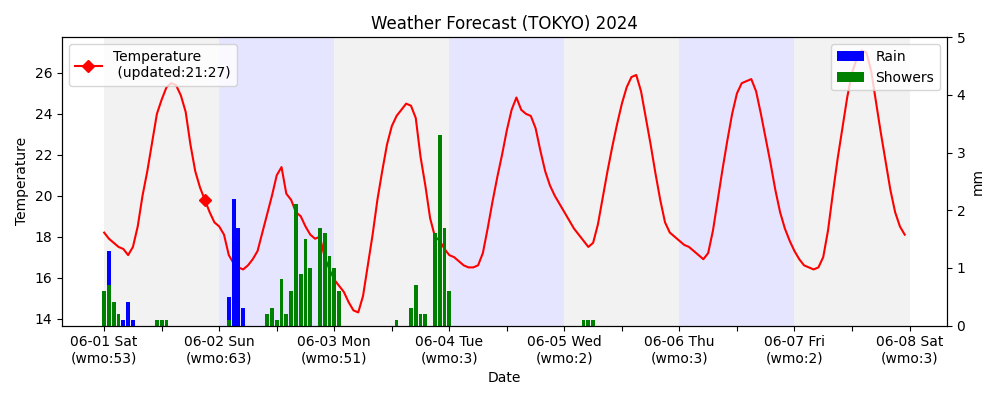 Weather Forecast (TOKYO) 2024
Temperature
(updated:21:27)
Rain
Showers
26
24
22
20
18
16
14
Temperature
5
4
3
2
1
0
mm
06-01 Sat
(wmo:53)
06-02 Sun
(wmo:63)
06-03 Mon
(wmo:51)
06-04 Tue
(wmo:3)
06-05 Wed
(wmo:2)
06-06 Thu
(wmo:3)
06-07 Fri
(wmo:2)
06-08 Sat
(wmo:3)
Date